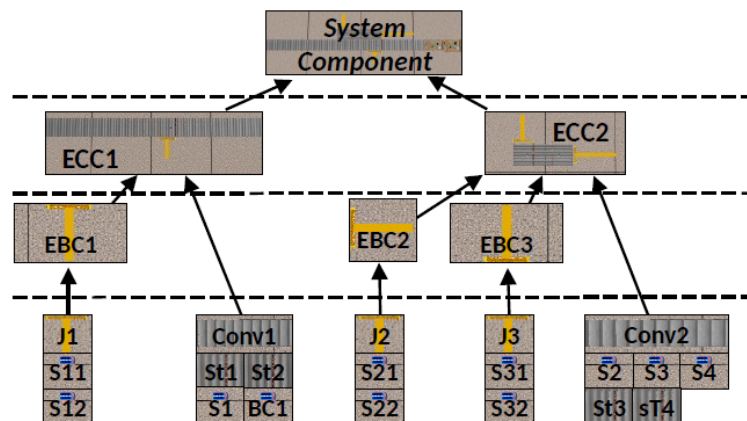 System
Component
ECC1
ECC2
EBC1
EBC2
EBC3
J1
Conv1
J2
J3
Conv2
S11
St1 St2
S21
S31
S2 S3 S4
S12
S1 BC1
S22
S32
St3 sT4